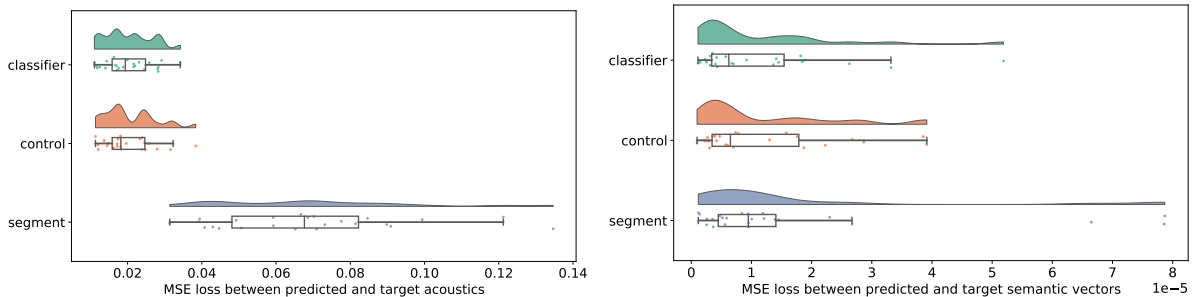 classifier
control
segment
0.02 0.04 0.06 0.08 0.10 0.12 0.14
MSE loss between predicted and target acoustics
classifier
control
segment
0 1 2 3 4 5 6 7 8
MSE loss between predicted and target semantic vectors 1e−5